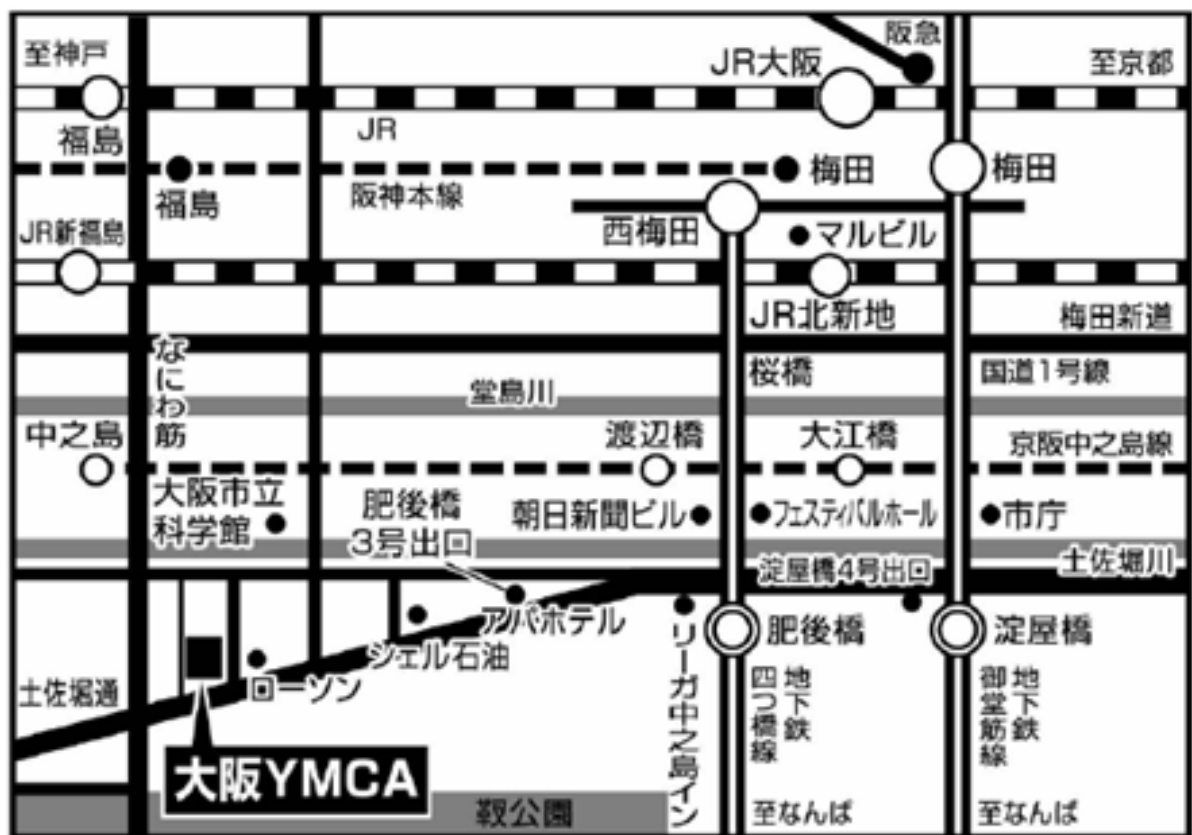 至神戸
JR大阪
阪急
至京都
福島
JR
福島
阪神本線
梅田
梅田
JR新福島
西梅田
マルビル
JR北新地
梅田新道
なにわ筋
堂島川
桜橋
国道1号線
中之島
渡辺橋
大江橋
京阪中之島線
大阪市立
科学館
肥後橋
3号出口
朝日新聞ビル
フェスティバルホール
市庁
淀屋橋4号出口
土佐堀川
アパホテル
シェル石油
ローソン
土佐堀通
リーガ中之島イン
肥後橋
淀屋橋
地下鉄
四つ橋線
地下鉄
御堂筋線
大阪YMCA
靱公園
至なんば
至なんば